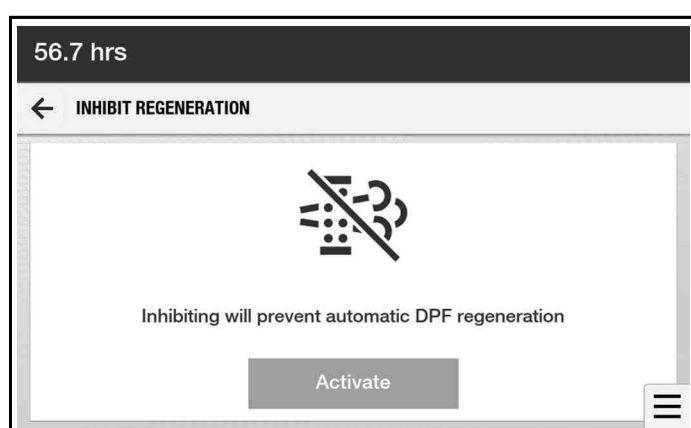 56.7 hrs
INHIBIT REGENERATION
Inhibiting will prevent automatic DPF regeneration
Activate